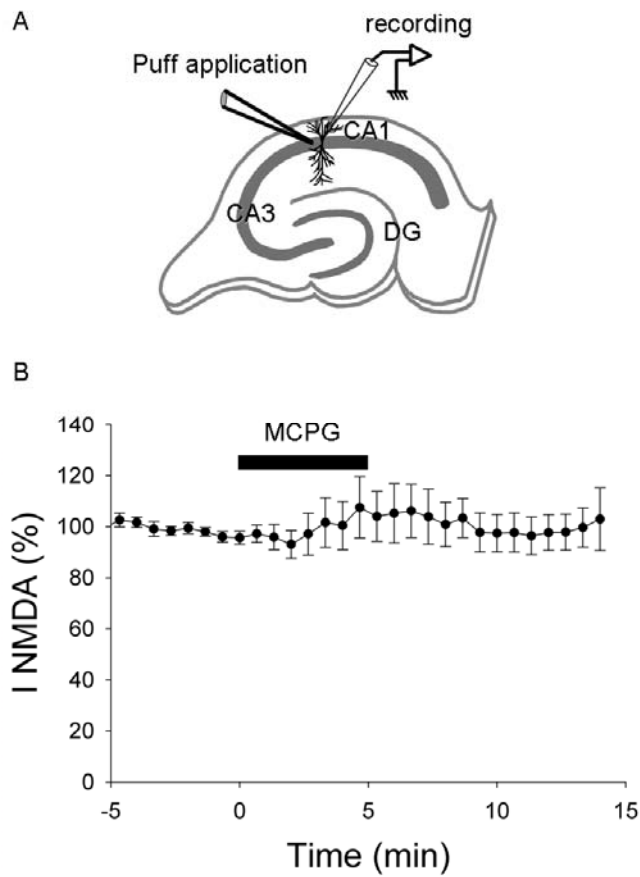 A
recording
Puff application
CA1
CA3
DG
B
MCPG
140
120
100
80
60
40
20
0
I NMDA (%)
-5 0 5 10 15
Time (min)